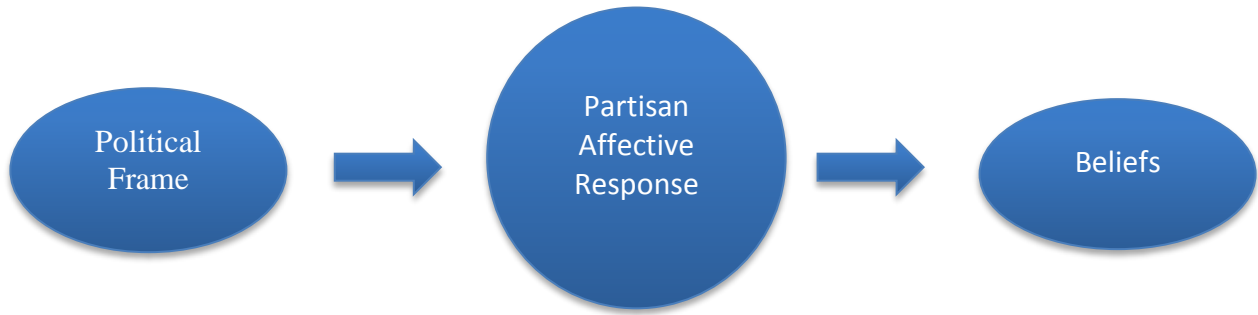 Political
Frame
Partisan
Affective
Response
Beliefs